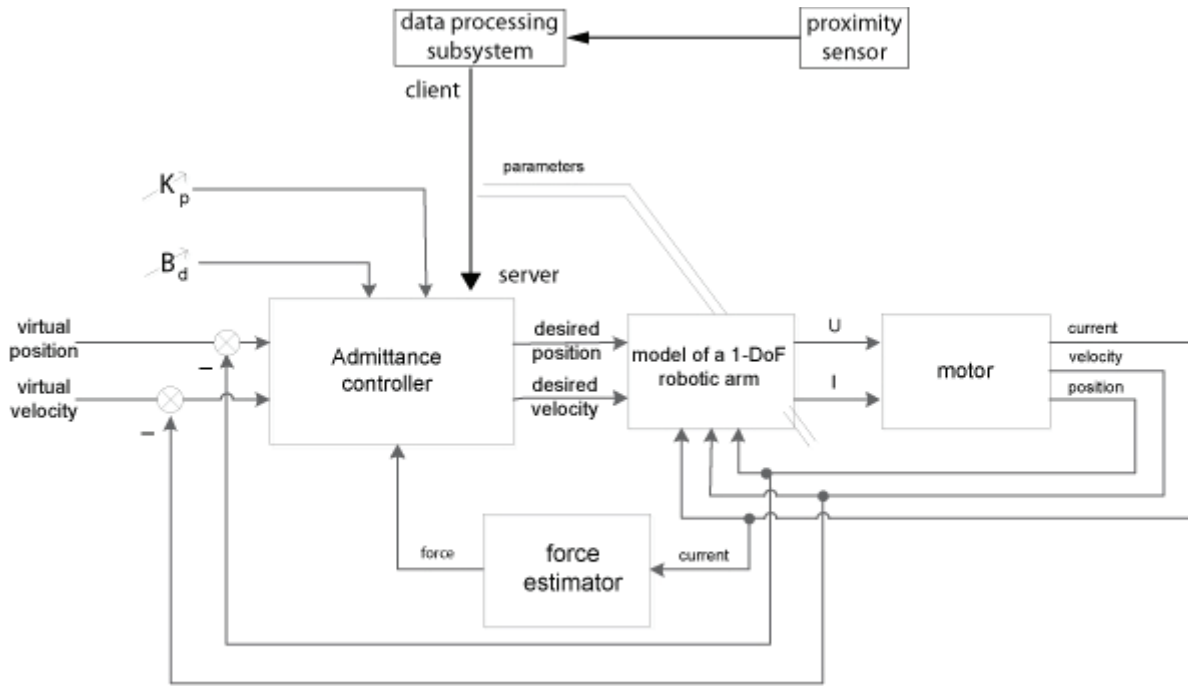 data processing
subsystem
proximity
sensor
client
parameters
K p
B d
server
virtual
position
virtual
velocity
–
–
Admittance
controller
desired
position
desired
velocity
model of a 1-DoF
robotic arm
U
I
motor
current
velocity
position
force
force
estimator
current